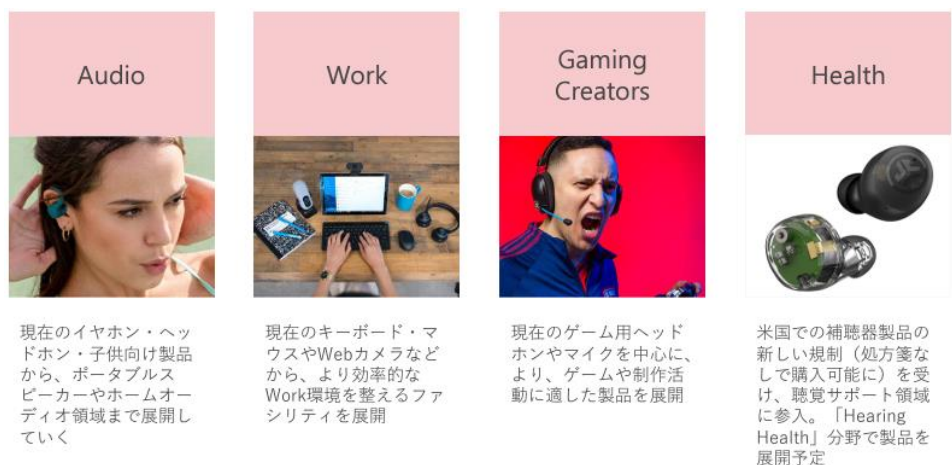 Audio
Work
Gaming
Creators
Health
現在のイヤホン・ヘッ
ドホン・子供向け製品
から、ポータブルス
ピーカーやホームオー
ディオ領域まで展開し
ていく
現在のキーボード・マ
ウスやWebカメラなど
から、より効率的な
Work環境を整えるファ
シリティを展開
現在のゲーム用ヘッド
ホンやマイクを中心に、
より、ゲームや制作活
動に適した製品を展開
米国での補聴器製品の
新しい規制（処方箋な
しで購入可能に）を受
け、聴覚サポート領域
に参入。「Hearing
Health」分野で製品を
展開予定